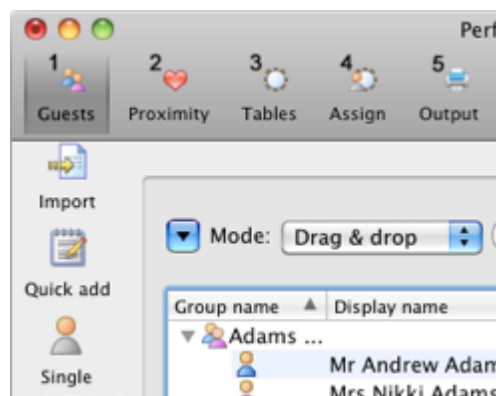 Perf
1 2 3 4 5
Guests Proximity Tables Assign Output
Import
Mode: Drag & drop
Quick add
Group name Display name
Adams ...
Mr Andrew Adam
Single
Mrs Nikki Adams